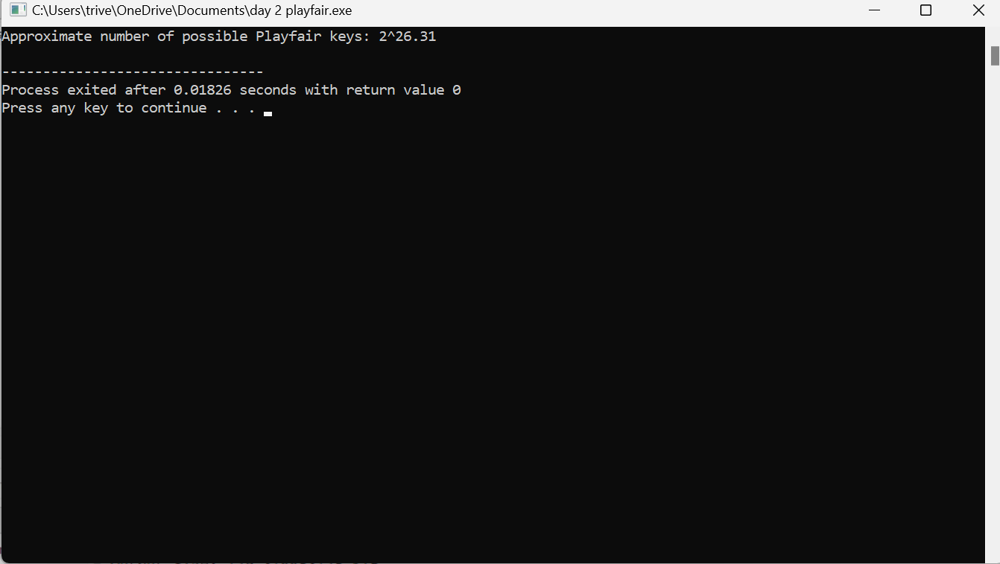 C:\Users\trive\OneDrive\Documents\day 2 playfair.exe
Approximate number of possible Playfair keys: 2^26.31
--------------------------------
Process exited after 0.01826 seconds with return value 0
Press any key to continue . . .